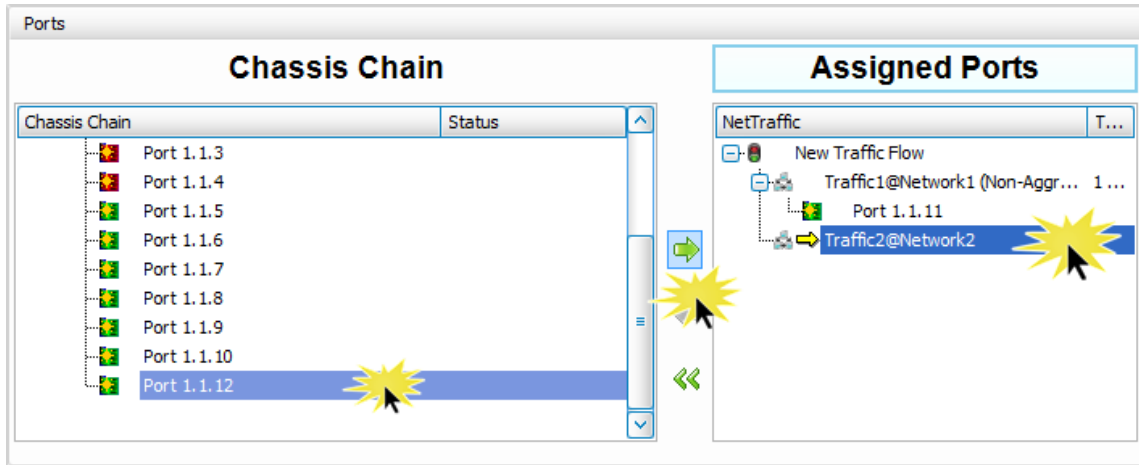 Ports
Chassis Chain
Assigned Ports
Chassis Chain Status
Port 1.1.3
Port 1.1.4
Port 1.1.5
Port 1.1.6
Port 1.1.7
Port 1.1.8
Port 1.1.9
Port 1.1.10
Port 1.1.12
NetTraffic T...
New Traffic Flow
Traffic1@Network1 (Non-Aggr... 1 ...
Port 1.1.11
Traffic2@Network2